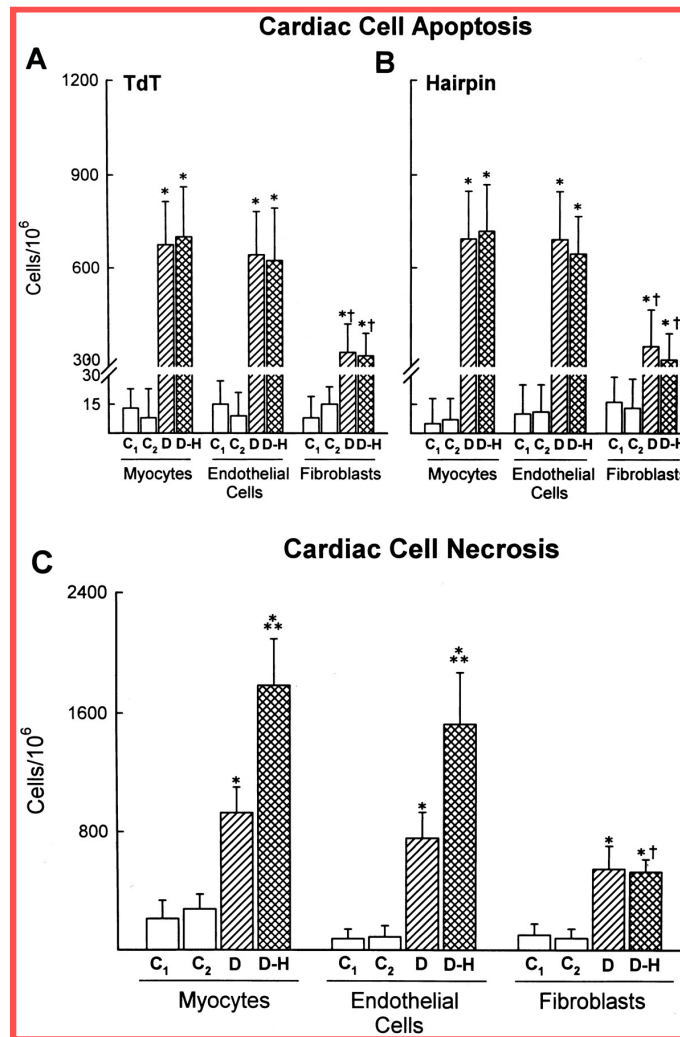 Cardiac Cell Apoptosis
A
TdT
B
Hairpin
Cells/10⁶
1200
900
600
300
30
15
* * * * *† *†
* * * * *† *†
C₁ C₂ D D-H C₁ C₂ D D-H C₁ C₂ D D-H
Myocytes Endothelial Cells Fibroblasts
C₁ C₂ D D-H C₁ C₂ D D-H C₁ C₂ D D-H
Myocytes Endothelial Cells Fibroblasts
Cardiac Cell Necrosis
C
Cells/10⁶
2400
1600
800
* * ** * * ** * *†
C₁ C₂ D D-H C₁ C₂ D D-H C₁ C₂ D D-H
Myocytes Endothelial Fibroblasts
Cells